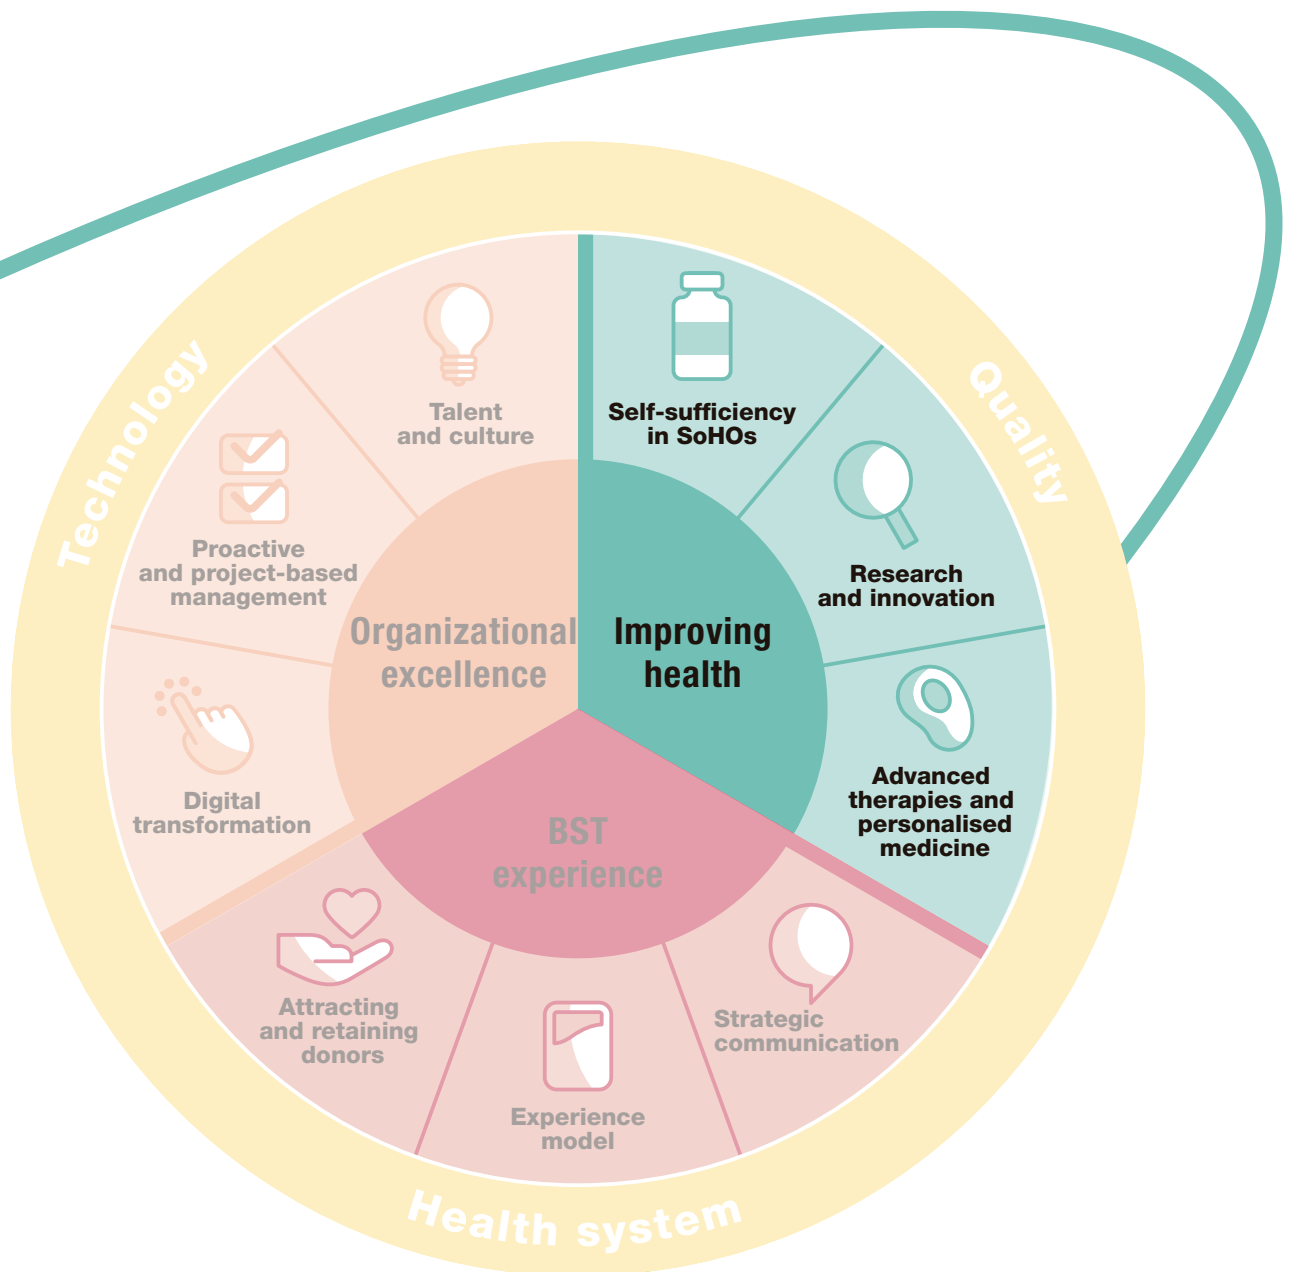 Technology
Quality
Health system
Talent
and culture
Self-sufficiency
in SoHOs
Proactive
and project-based
management
Research
and innovation
Organizational
excellence
Improving
health
Digital
transformation
Advanced
therapies and
personalised
medicine
BST
experience
Attracting
and retaining
donors
Strategic
communication
Experience
model